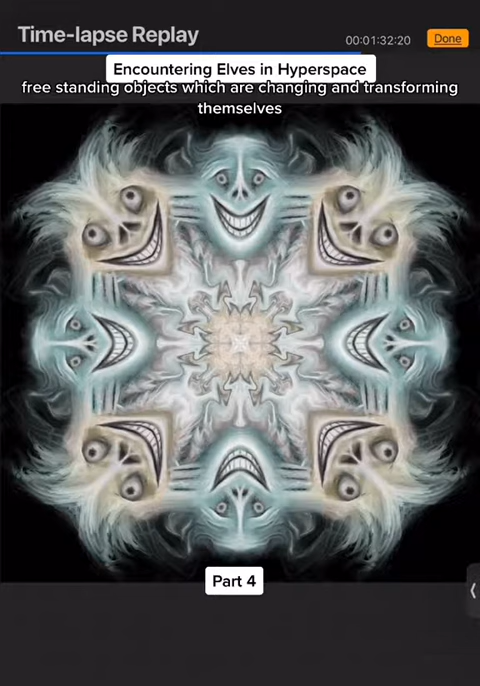 Time-lapse Replay
00:01:32:20
Done
Encountering Elves in Hyperspace
free standing objects which are changing and transforming
themselves
Part 4